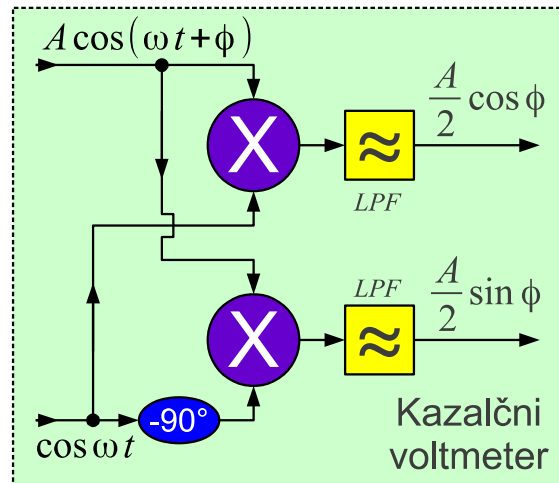 A cos(ω t+ϕ)
X
≈
A/2 cos ϕ
LPF
LPF
X
≈
A/2 sin ϕ
-90°
cos ω t
Kazalčni
voltmeter